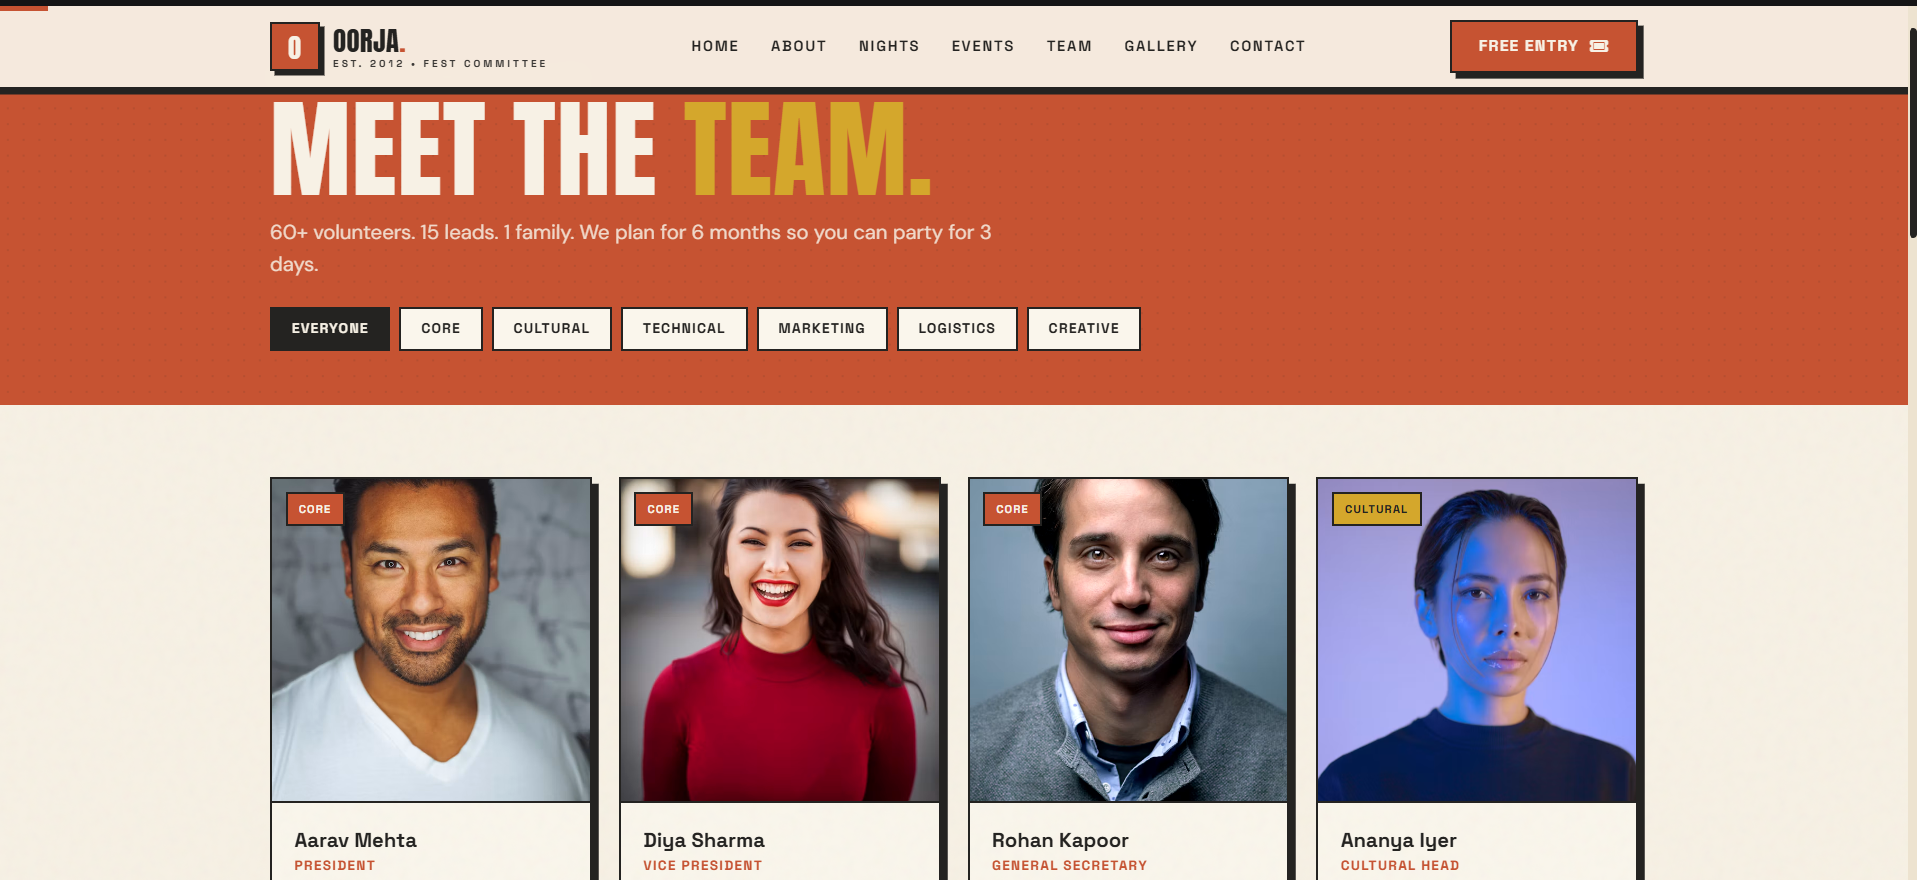 O
OORJA.
EST. 2012 • FEST COMMITTEE
HOME ABOUT NIGHTS EVENTS TEAM GALLERY CONTACT
FREE ENTRY
MEET THE TEAM.
60+ volunteers. 15 leads. 1 family. We plan for 6 months so you can party for 3
days.
EVERYONE CORE CULTURAL TECHNICAL MARKETING LOGISTICS CREATIVE
CORE
CORE
CORE
CULTURAL
Aarav Mehta
PRESIDENT
Diya Sharma
VICE PRESIDENT
Rohan Kapoor
GENERAL SECRETARY
Ananya Iyer
CULTURAL HEAD